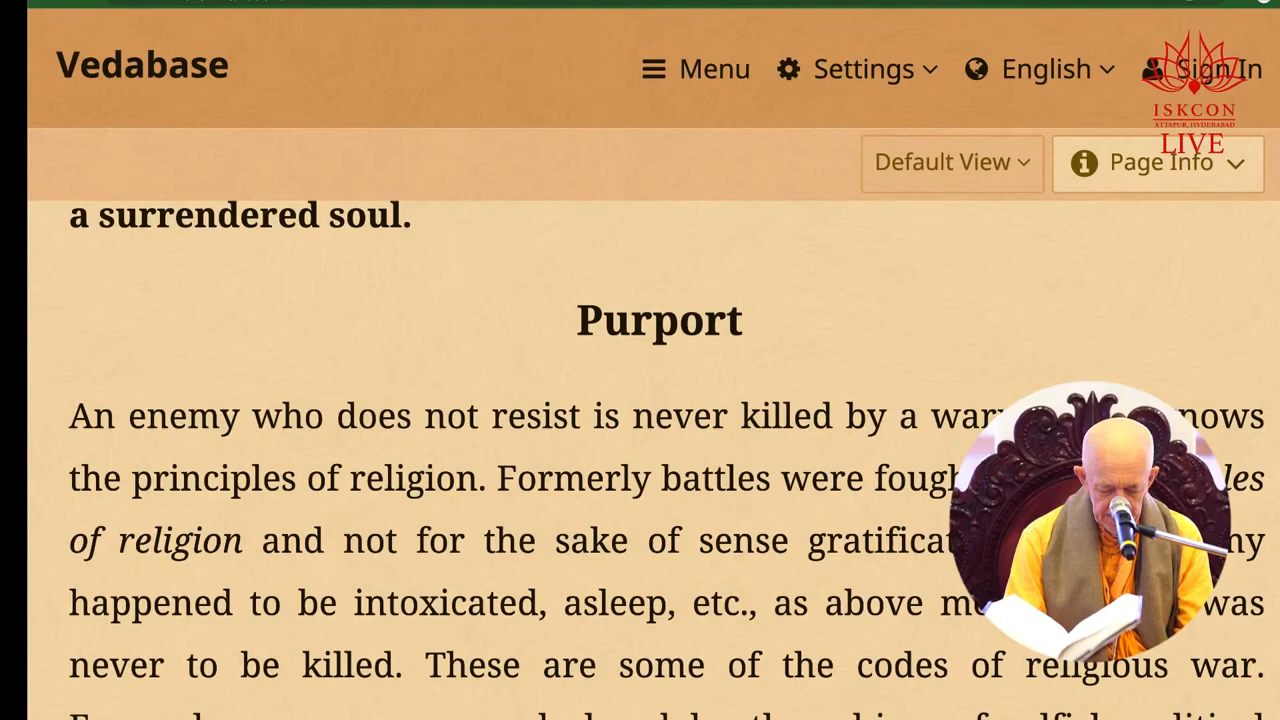 Vedabase
Menu
Settings
English
Sign In
ISKCON
ATTAPUR, HYDERABAD
LIVE
Default View
Page Info
a surrendered soul.
Purport
An enemy who does not resist is never killed by a
the principles of religion. Formerly battles were
of religion and not for the sake of sense
happened to be intoxicated, asleep, etc., as above was
never to be killed. These are some of the codes of religious war.